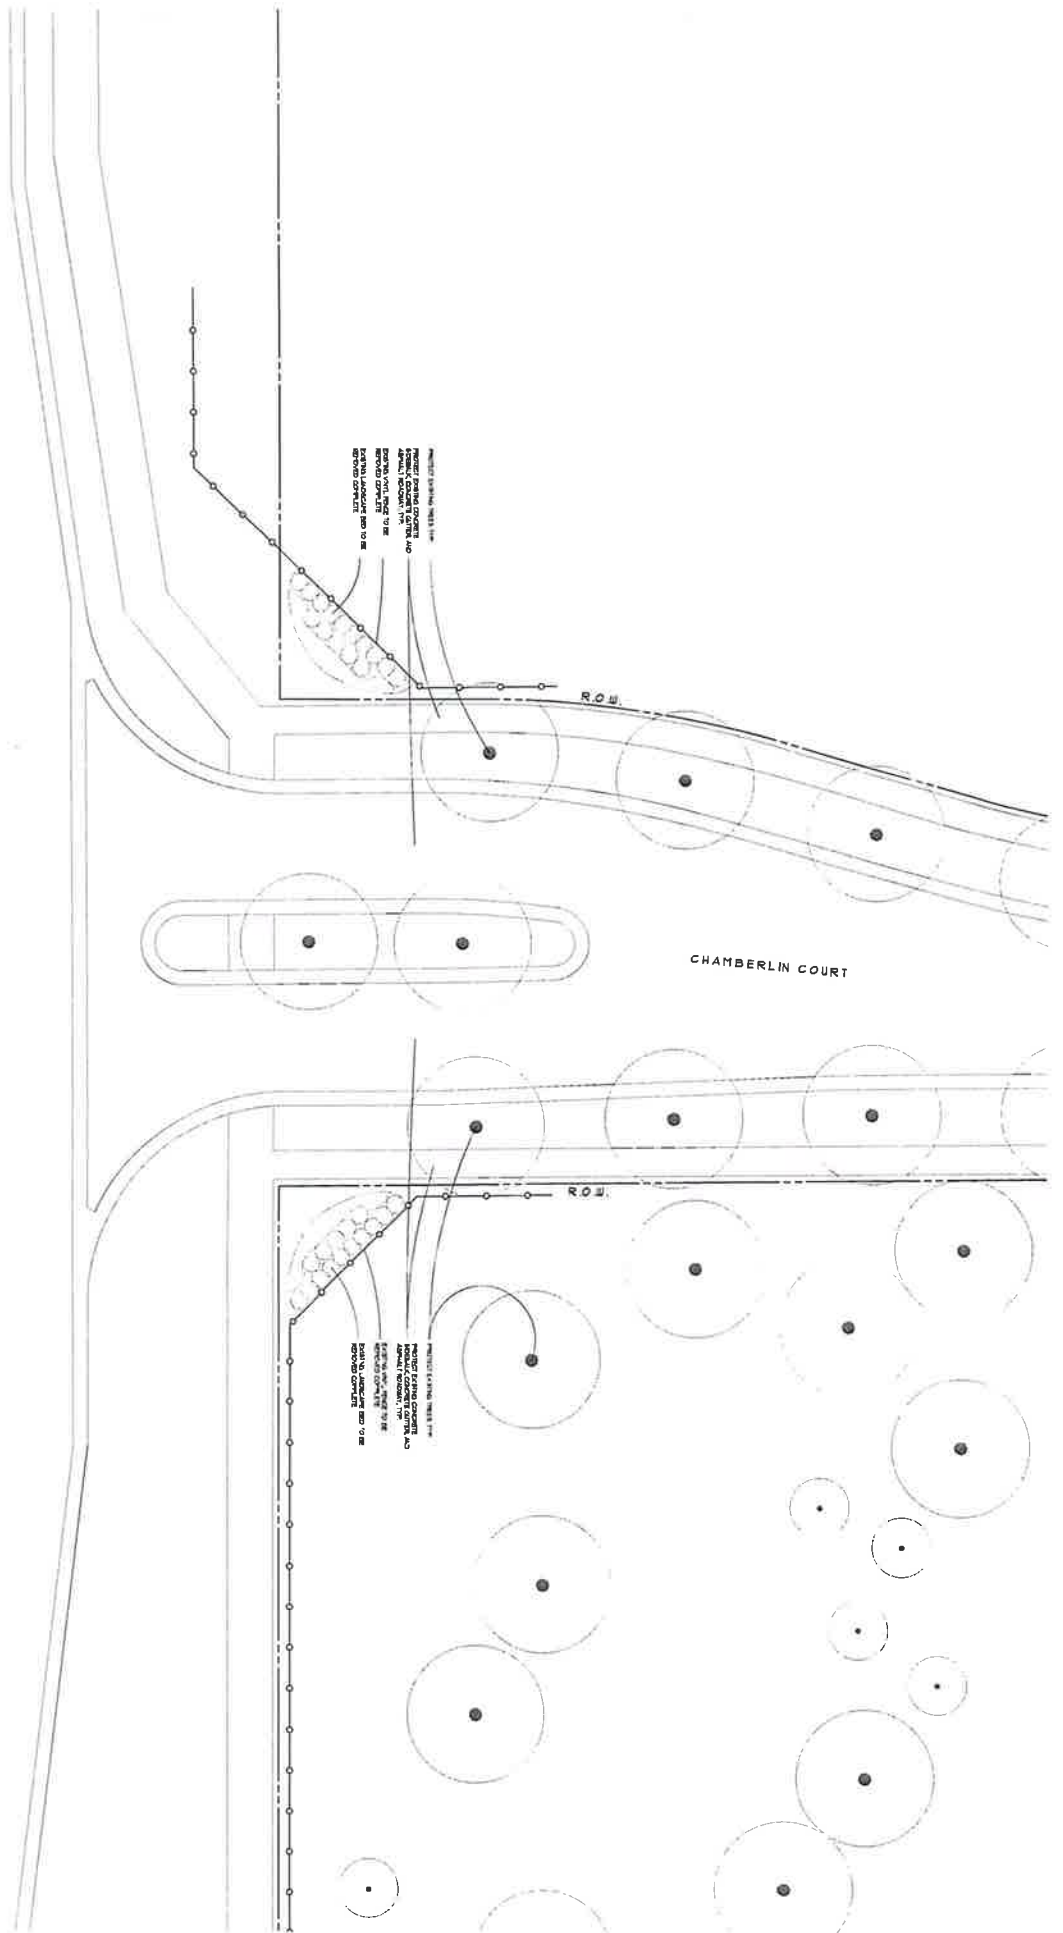 PROTECT EXISTING TREES, TYP.
PROTECT EXISTING CONCRETE
SIDEWALK, CONCRETE GUTTER, AND
ASPHALT ROADWAY, TYP.
EXISTING VINYL FENCE TO BE
REMOVED COMPLETE
EXISTING LANDSCAPE BED TO BE
REMOVED COMPLETE
R.O.W.
CHAMBERLIN COURT
R.O.W.
PROTECT EXISTING TREES, TYP.
PROTECT EXISTING CONCRETE
SIDEWALK, CONCRETE GUTTER, AND
ASPHALT ROADWAY, TYP.
EXISTING VINYL FENCE TO BE
REMOVED COMPLETE
EXISTING LANDSCAPE BED TO BE
REMOVED COMPLETE